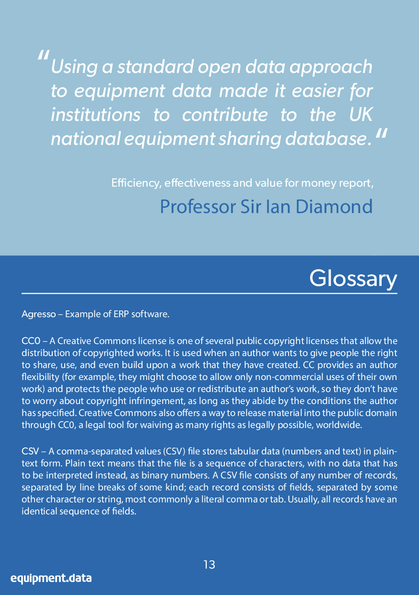 “Using a standard open data approach
to equipment data made it easier for
institutions to contribute to the UK
national equipment sharing database.“
Efficiency, effectiveness and value for money report,
Professor Sir Ian Diamond
Glossary
Agresso – Example of ERP software.
CC0 – A Creative Commons license is one of several public copyright licenses that allow the
distribution of copyrighted works. It is used when an author wants to give people the right
to share, use, and even build upon a work that they have created. CC provides an author
flexibility (for example, they might choose to allow only non-commercial uses of their own
work) and protects the people who use or redistribute an author’s work, so they don’t have
to worry about copyright infringement, as long as they abide by the conditions the author
has specified. Creative Commons also offers a way to release material into the public domain
through CC0, a legal tool for waiving as many rights as legally possible, worldwide.
CSV – A comma-separated values (CSV) file stores tabular data (numbers and text) in plain-
text form. Plain text means that the file is a sequence of characters, with no data that has
to be interpreted instead, as binary numbers. A CSV file consists of any number of records,
separated by line breaks of some kind; each record consists of fields, separated by some
other character or string, most commonly a literal comma or tab. Usually, all records have an
identical sequence of fields.
13
equipment.data